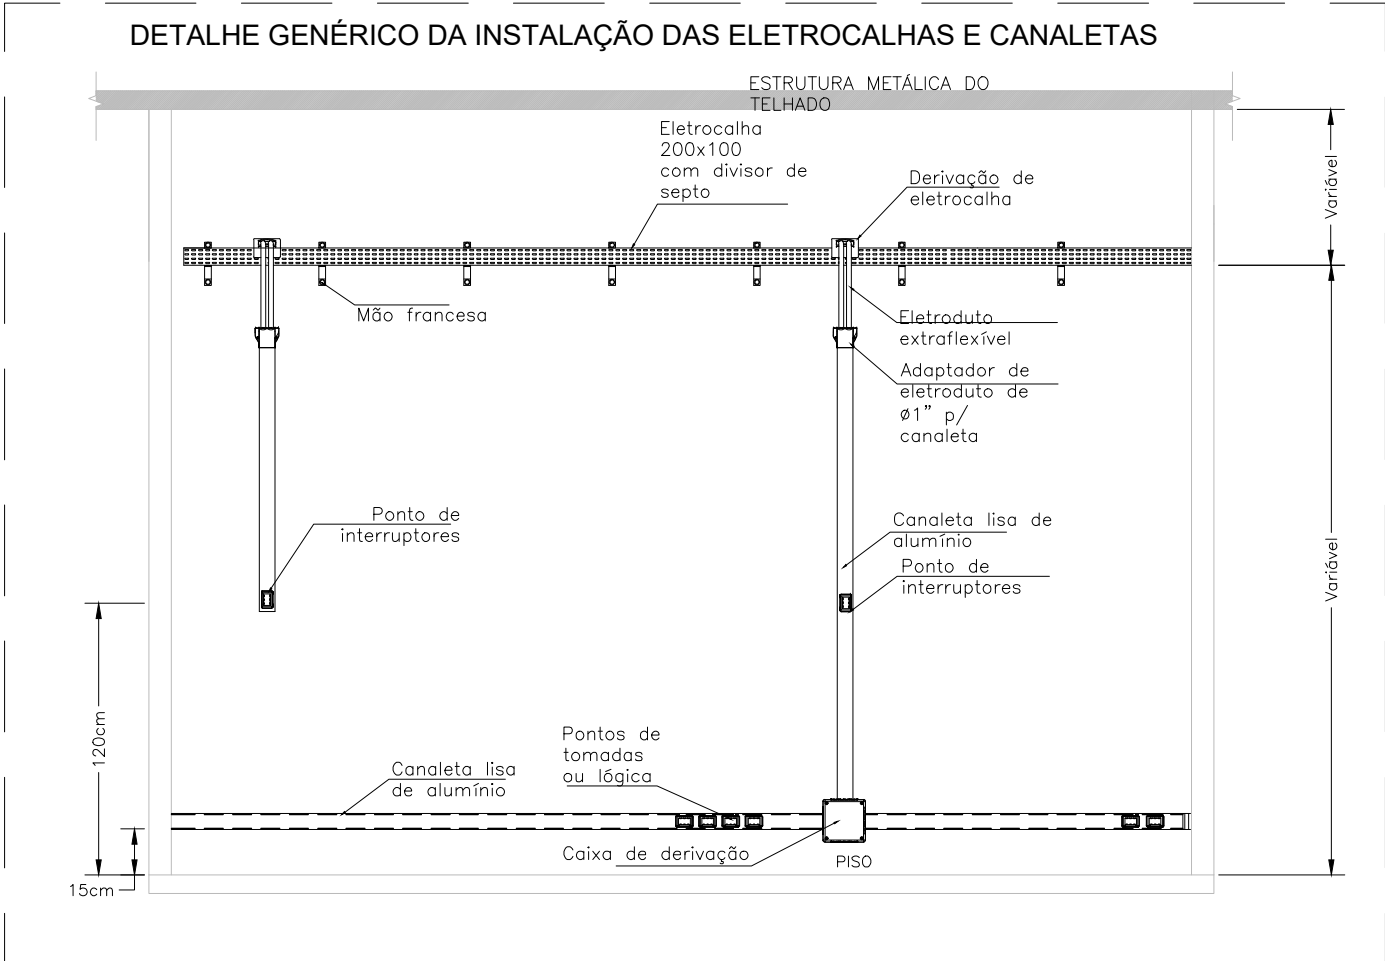 DETALHE GENÉRICO DA INSTALAÇÃO DAS ELETROCALHAS E CANALETAS
ESTRUTURA METÁLICA DO
TELHADO
Eletrocalha
200x100
com divisor de
septo
Derivação de
eletrocalha
Variável
Mão francesa
Eletroduto
extraflexível
Adaptador de
eletroduto de
ø1" p/
canaleta
Ponto de
interruptores
Canaleta lisa de
alumínio
Ponto de
interruptores
Variável
120cm
Pontos de
tomadas
ou lógica
Canaleta lisa
de alumínio
Caixa de derivação
PISO
15cm